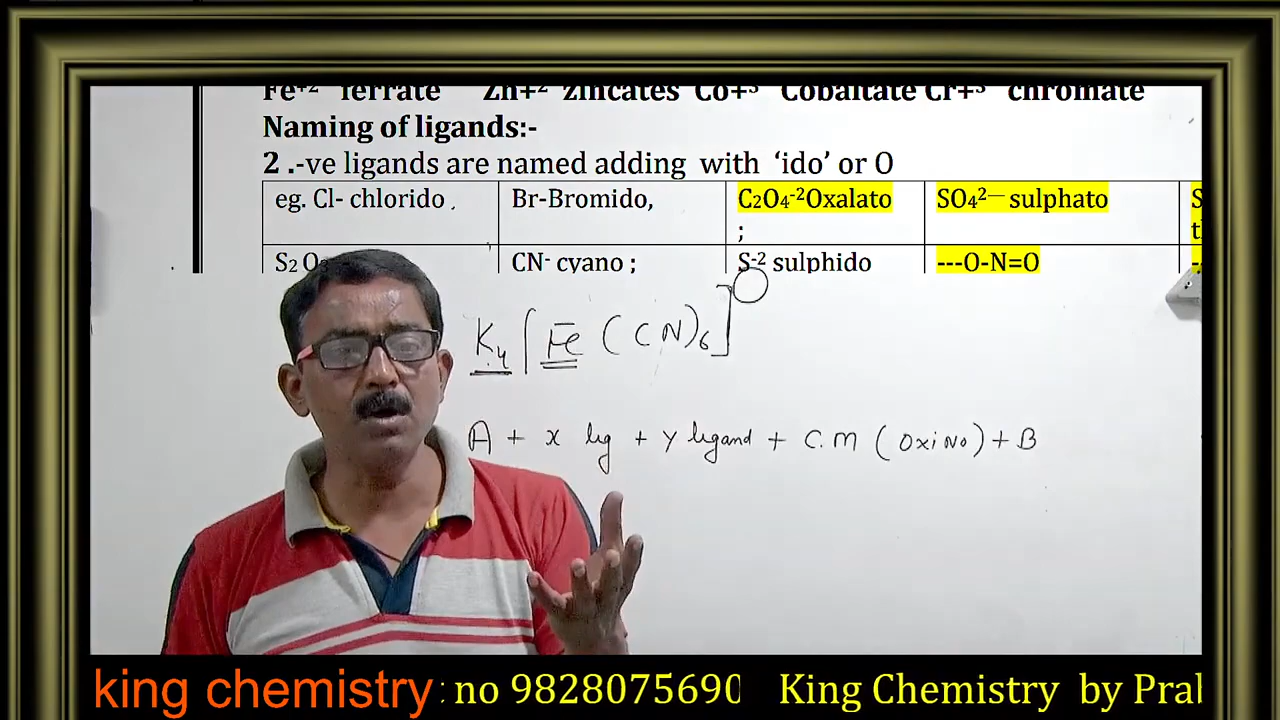 Fe+2 ferrate Zn+2 zincates Co+3 Cobaltate Cr+3 chromate
Naming of ligands:-
2 .-ve ligands are named adding with ‘ido’ or O
eg. Cl- chlorido . Br-Bromido, C2O4-2Oxalato ; SO42— sulphato
S2 O CN- cyano ; S-2 sulphido ---O-N=O
K4 [Fe (CN)6]O
A + x lig + y ligand + C.M (Oxi No) + B
king chemistry : no 9828075690 King Chemistry by Pral